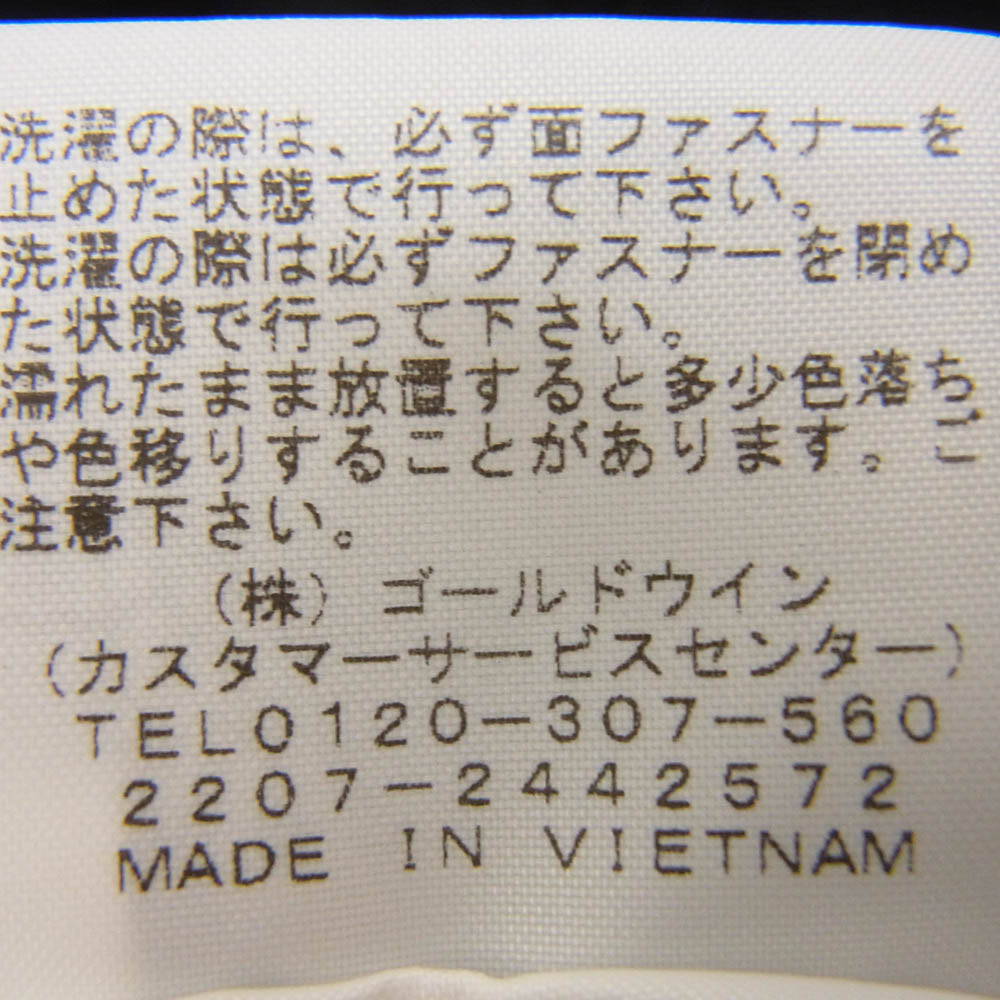 洗濯の際は、必ず面ファスナーを
止めた状態で行って下さい。
洗濯の際は必ずファスナーを閉め
た状態で行って下さい。
濡れたまま放置すると多少色落ち
や色移りすることがあります。ご
注意下さい。
(株) ゴールドウイン
(カスタマーサービスセンター)
TEL0120-307-560
2207-2442572
MADE IN VIETNAM